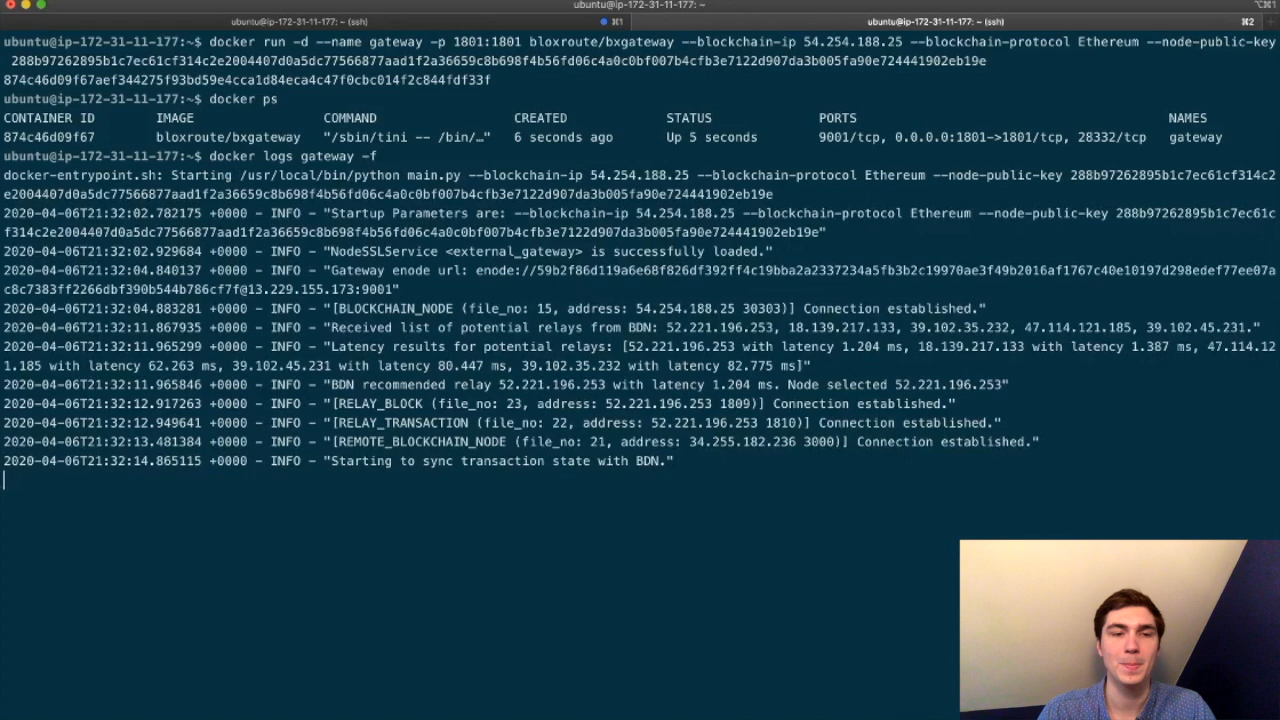 ubuntu@ip-172-31-11-177: ~
⌥⌘1
ubuntu@ip-172-31-11-177: ~ (ssh)
⌘1
ubuntu@ip-172-31-11-177: ~ (ssh)
⌘2
ubuntu@ip-172-31-11-177:~$ docker run -d --name gateway -p 1801:1801 bloxroute/bxgateway --blockchain-ip 54.254.188.25 --blockchain-protocol Ethereum --node-public-key
288b97262895b1c7ec61cf314c2e2004407d0a5dc77566877aad1f2a36659c8b698f4b56fd06c4a0c0bf007b4cfb3e7122d907da3b005fa90e724441902eb19e
874c46d09f67aef344275f93bd59e4cca1d84eca4c47f0cbc014f2c844fdf33f
ubuntu@ip-172-31-11-177:~$ docker ps
CONTAINER ID IMAGE COMMAND CREATED STATUS PORTS NAMES
874c46d09f67 bloxroute/bxgateway "/sbin/tini -- /bin/…" 6 seconds ago Up 5 seconds 9001/tcp, 0.0.0.0:1801->1801/tcp, 28332/tcp gateway
ubuntu@ip-172-31-11-177:~$ docker logs gateway -f
docker-entrypoint.sh: Starting /usr/local/bin/python main.py --blockchain-ip 54.254.188.25 --blockchain-protocol Ethereum --node-public-key 288b97262895b1c7ec61cf314c2
e2004407d0a5dc77566877aad1f2a36659c8b698f4b56fd06c4a0c0bf007b4cfb3e7122d907da3b005fa90e724441902eb19e
2020-04-06T21:32:02.782175 +0000 - INFO - "Startup Parameters are: --blockchain-ip 54.254.188.25 --blockchain-protocol Ethereum --node-public-key 288b97262895b1c7ec61c
f314c2e2004407d0a5dc77566877aad1f2a36659c8b698f4b56fd06c4a0c0bf007b4cfb3e7122d907da3b005fa90e724441902eb19e"
2020-04-06T21:32:02.929684 +0000 - INFO - "NodeSSLService <external_gateway> is successfully loaded."
2020-04-06T21:32:04.840137 +0000 - INFO - "Gateway enode url: enode://59b2f86d119a6e68f826df392ff4c19bba2a2337234a5fb3b2c19970ae3f49b2016af1767c40e10197d298edef77ee07a
c8c7383ff2266dbf390b544b786cf7f@13.229.155.173:9001"
2020-04-06T21:32:04.883281 +0000 - INFO - "[BLOCKCHAIN_NODE (file_no: 15, address: 54.254.188.25 30303)] Connection established."
2020-04-06T21:32:11.867935 +0000 - INFO - "Received list of potential relays from BDN: 52.221.196.253, 18.139.217.133, 39.102.35.232, 47.114.121.185, 39.102.45.231."
2020-04-06T21:32:11.965299 +0000 - INFO - "Latency results for potential relays: [52.221.196.253 with latency 1.204 ms, 18.139.217.133 with latency 1.387 ms, 47.114.12
1.185 with latency 62.263 ms, 39.102.45.231 with latency 80.447 ms, 39.102.35.232 with latency 82.775 ms]"
2020-04-06T21:32:11.965846 +0000 - INFO - "BDN recommended relay 52.221.196.253 with latency 1.204 ms. Node selected 52.221.196.253"
2020-04-06T21:32:12.917263 +0000 - INFO - "[RELAY_BLOCK (file_no: 23, address: 52.221.196.253 1809)] Connection established."
2020-04-06T21:32:12.949641 +0000 - INFO - "[RELAY_TRANSACTION (file_no: 22, address: 52.221.196.253 1810)] Connection established."
2020-04-06T21:32:13.481384 +0000 - INFO - "[REMOTE_BLOCKCHAIN_NODE (file_no: 21, address: 34.255.182.236 3000)] Connection established."
2020-04-06T21:32:14.865115 +0000 - INFO - "Starting to sync transaction state with BDN."